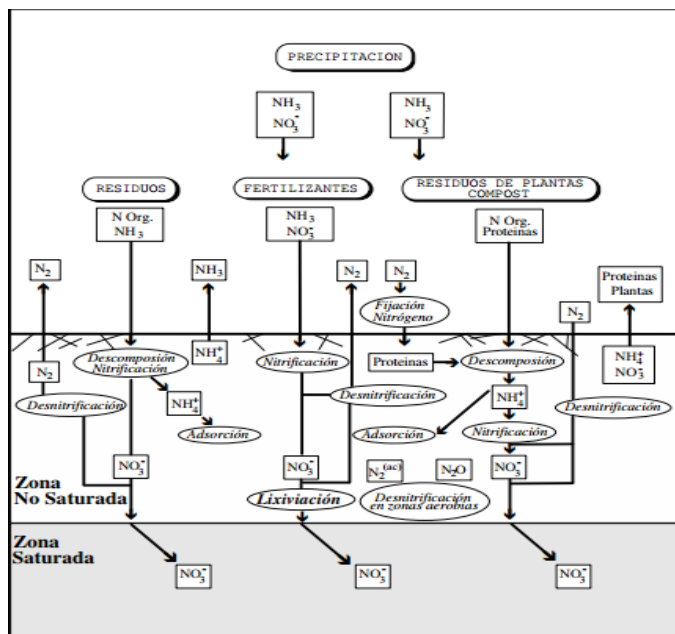 PRECIPITACION
NH3
NO3-
NH3
NO3-
RESIDUOS
FERTILIZANTES
RESIDUOS DE PLANTAS
COMPOST
N Org.
NH3
NH3
NO3-
N Org.
Proteinas
N2
NH3
N2
N2
Proteinas
Plantas
Fijación
Nitrógeno
N2
Descomposión
Nitrificación
NH4+
Nitrificación
Proteinas
Descomposión
NH4+
NO3-
N2
Desnitrificación
NH4+
Desnitrificación
NH4+
Desnitrificación
Adsorción
Adsorción
Nitrificación
NO3-
NO3-
N2(ac)
N2O
NO3-
Zona
No Saturada
Lixiviación
Desnitrificación
en zonas aerobias
Zona
Saturada
NO3-
NO3-
NO3-